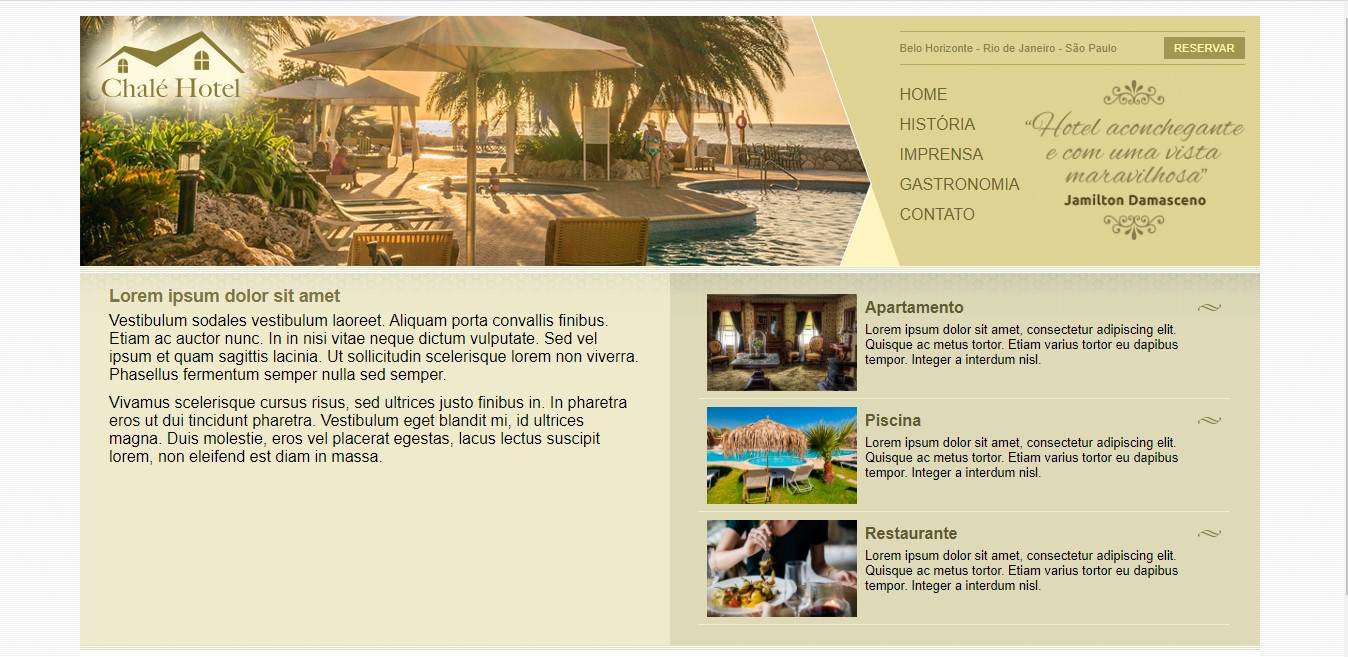 Chalé Hotel
Belo Horizonte - Rio de Janeiro - São Paulo
RESERVAR
HOME
HISTÓRIA
IMPRENSA
GASTRONOMIA
CONTATO
“Hotel aconchegante
e com uma vista
maravilhosa”
Jamilton Damasceno
Lorem ipsum dolor sit amet
Vestibulum sodales vestibulum laoreet. Aliquam porta convallis finibus.
Etiam ac auctor nunc. In in nisi vitae neque dictum vulputate. Sed vel
ipsum et quam sagittis lacinia. Ut sollicitudin scelerisque lorem non viverra.
Phasellus fermentum semper nulla sed semper.
Vivamus scelerisque cursus risus, sed ultrices justo finibus in. In pharetra
eros ut dui tincidunt pharetra. Vestibulum eget blandit mi, id ultrices
magna. Duis molestie, eros vel placerat egestas, lacus lectus suscipit
lorem, non eleifend est diam in massa.
Apartamento
Lorem ipsum dolor sit amet, consectetur adipiscing elit.
Quisque ac metus tortor. Etiam varius tortor eu dapibus
tempor. Integer a interdum nisl.
Piscina
Lorem ipsum dolor sit amet, consectetur adipiscing elit.
Quisque ac metus tortor. Etiam varius tortor eu dapibus
tempor. Integer a interdum nisl.
Restaurante
Lorem ipsum dolor sit amet, consectetur adipiscing elit.
Quisque ac metus tortor. Etiam varius tortor eu dapibus
tempor. Integer a interdum nisl.